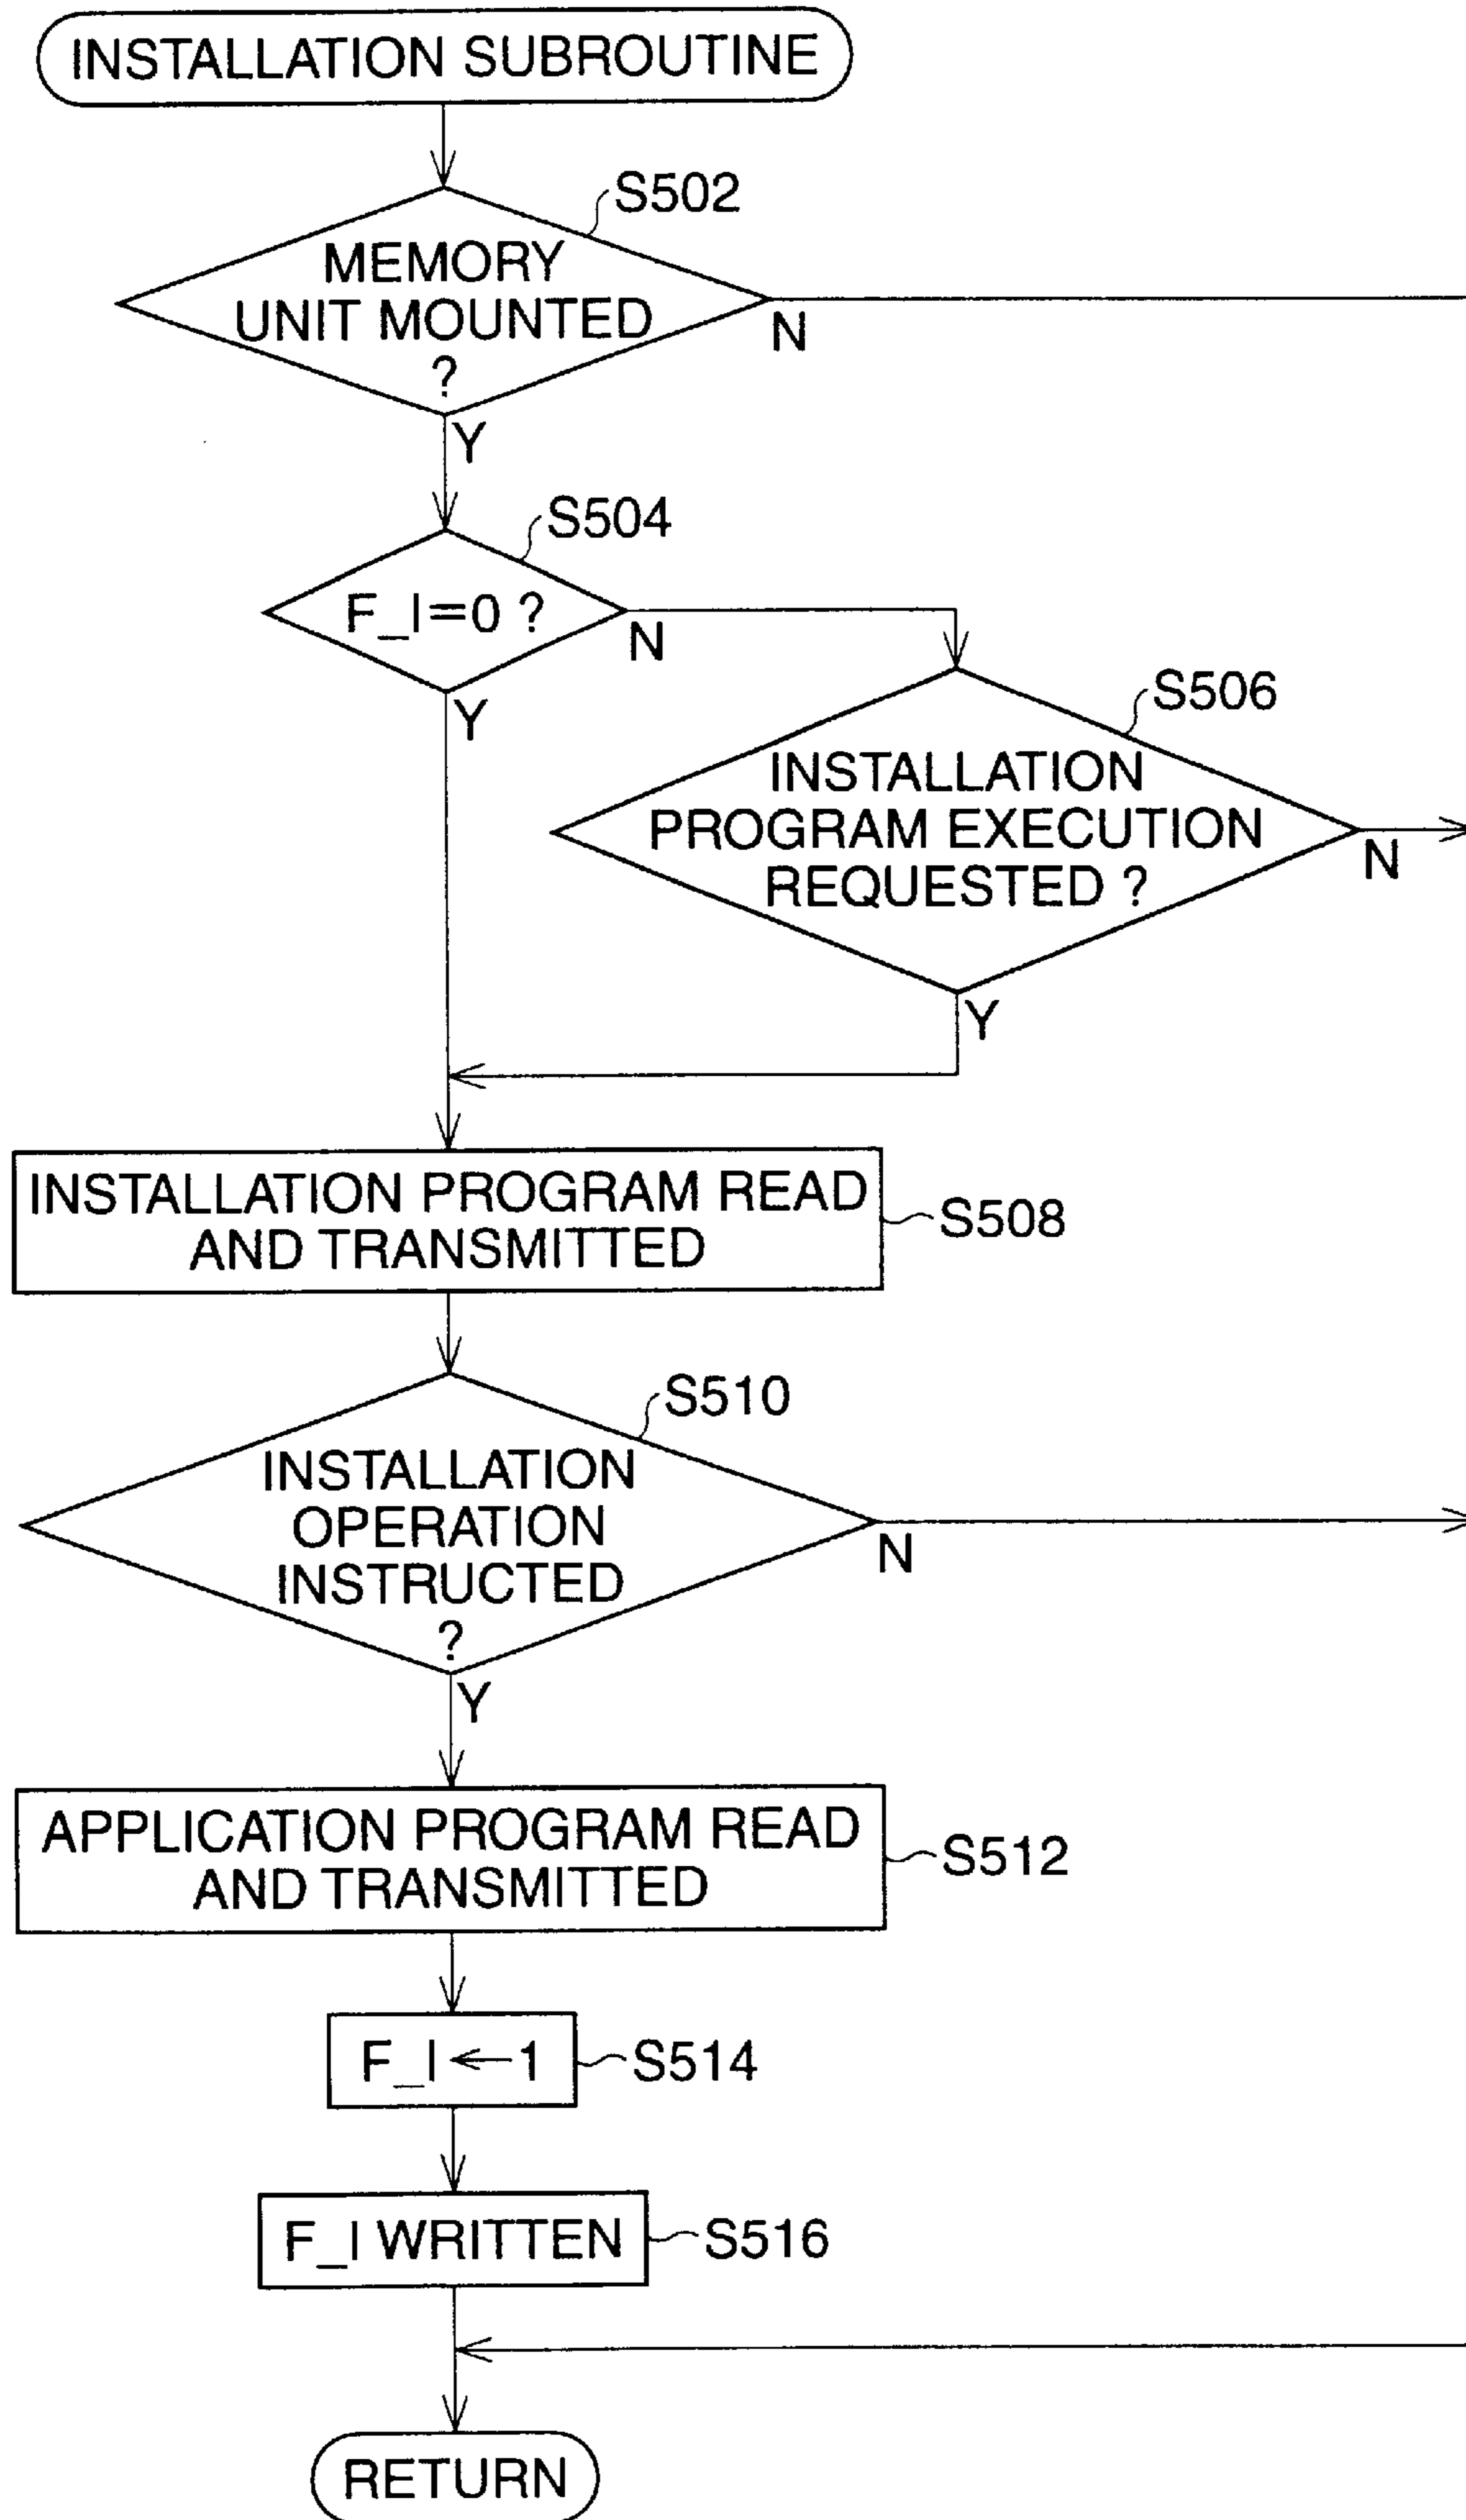 INSTALLATION SUBROUTINE
S502
MEMORY
UNIT MOUNTED
?
N
Y
S504
F_I=0 ?
N
Y
S506
INSTALLATION
PROGRAM EXECUTION
REQUESTED ?
N
Y
INSTALLATION PROGRAM READ
AND TRANSMITTED
S508
S510
INSTALLATION
OPERATION
INSTRUCTED
?
N
Y
APPLICATION PROGRAM READ
AND TRANSMITTED
S512
F_I ← 1
S514
F_I WRITTEN
S516
RETURN